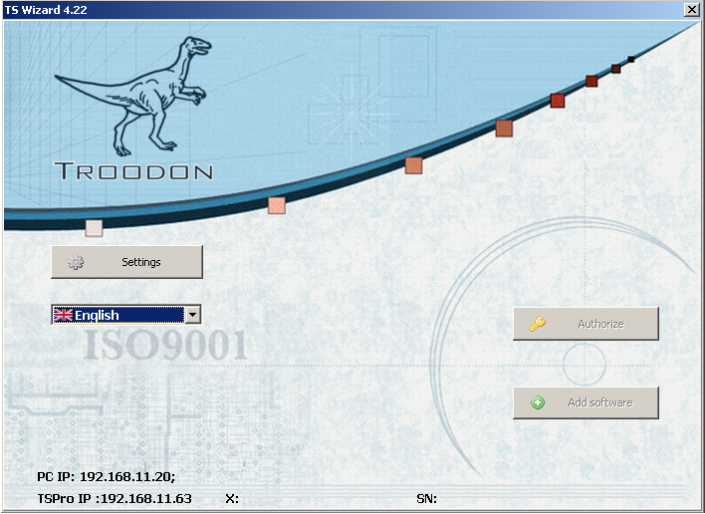 TS Wizard 4.22
TROODON
Settings
English
ISO9001
Authorize
Add software
PC IP: 192.168.11.20;
TSPro IP :192.168.11.63 X: SN: